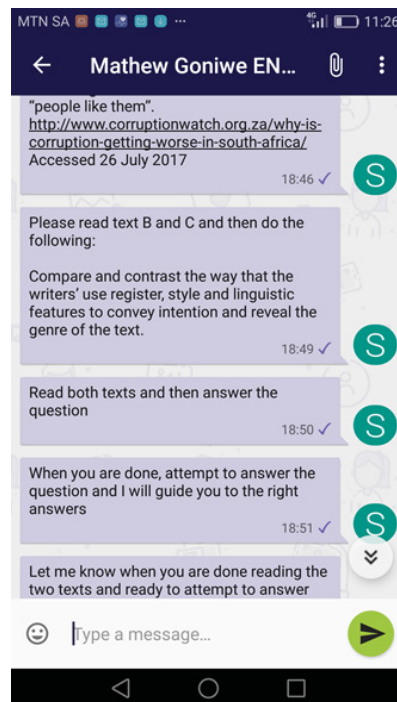 MTN SA
4G
11:26
Mathew Goniwe EN...
"people like them".
http://www.corruptionwatch.org.za/why-is-
corruption-getting-worse-in-south-africa/
Accessed 26 July 2017
18:46
S
Please read text B and C and then do the
following:
Compare and contrast the way that the
writers' use register, style and linguistic
features to convey intention and reveal the
genre of the text.
18:49
S
Read both texts and then answer the
question
18:50
S
When you are done, attempt to answer the
question and I will guide you to the right
answers
18:51
S
Let me know when you are done reading the
two texts and ready to attempt to answer
Type a message...